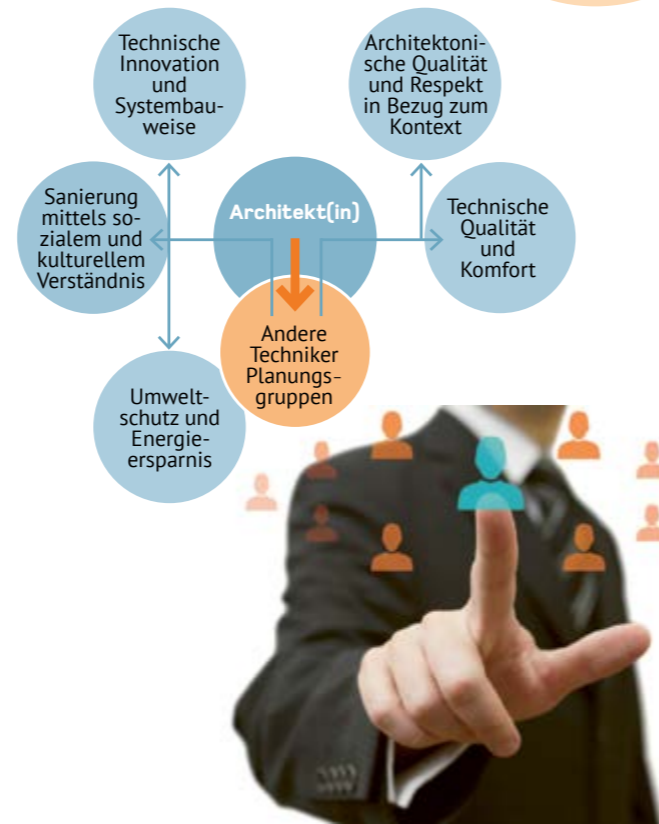 Technische
Innovation
und
Systembau-
weise
Architektoni-
sche Qualität
und Respekt
in Bezug zum
Kontext
Sanierung
mittels so-
zialem und
kulturellem
Verständnis
Architekt(in)
Technische
Qualität
und
Komfort
Andere
Techniker
Planungs-
gruppen
Umwelt-
schutz und
Energie-
ersparnis